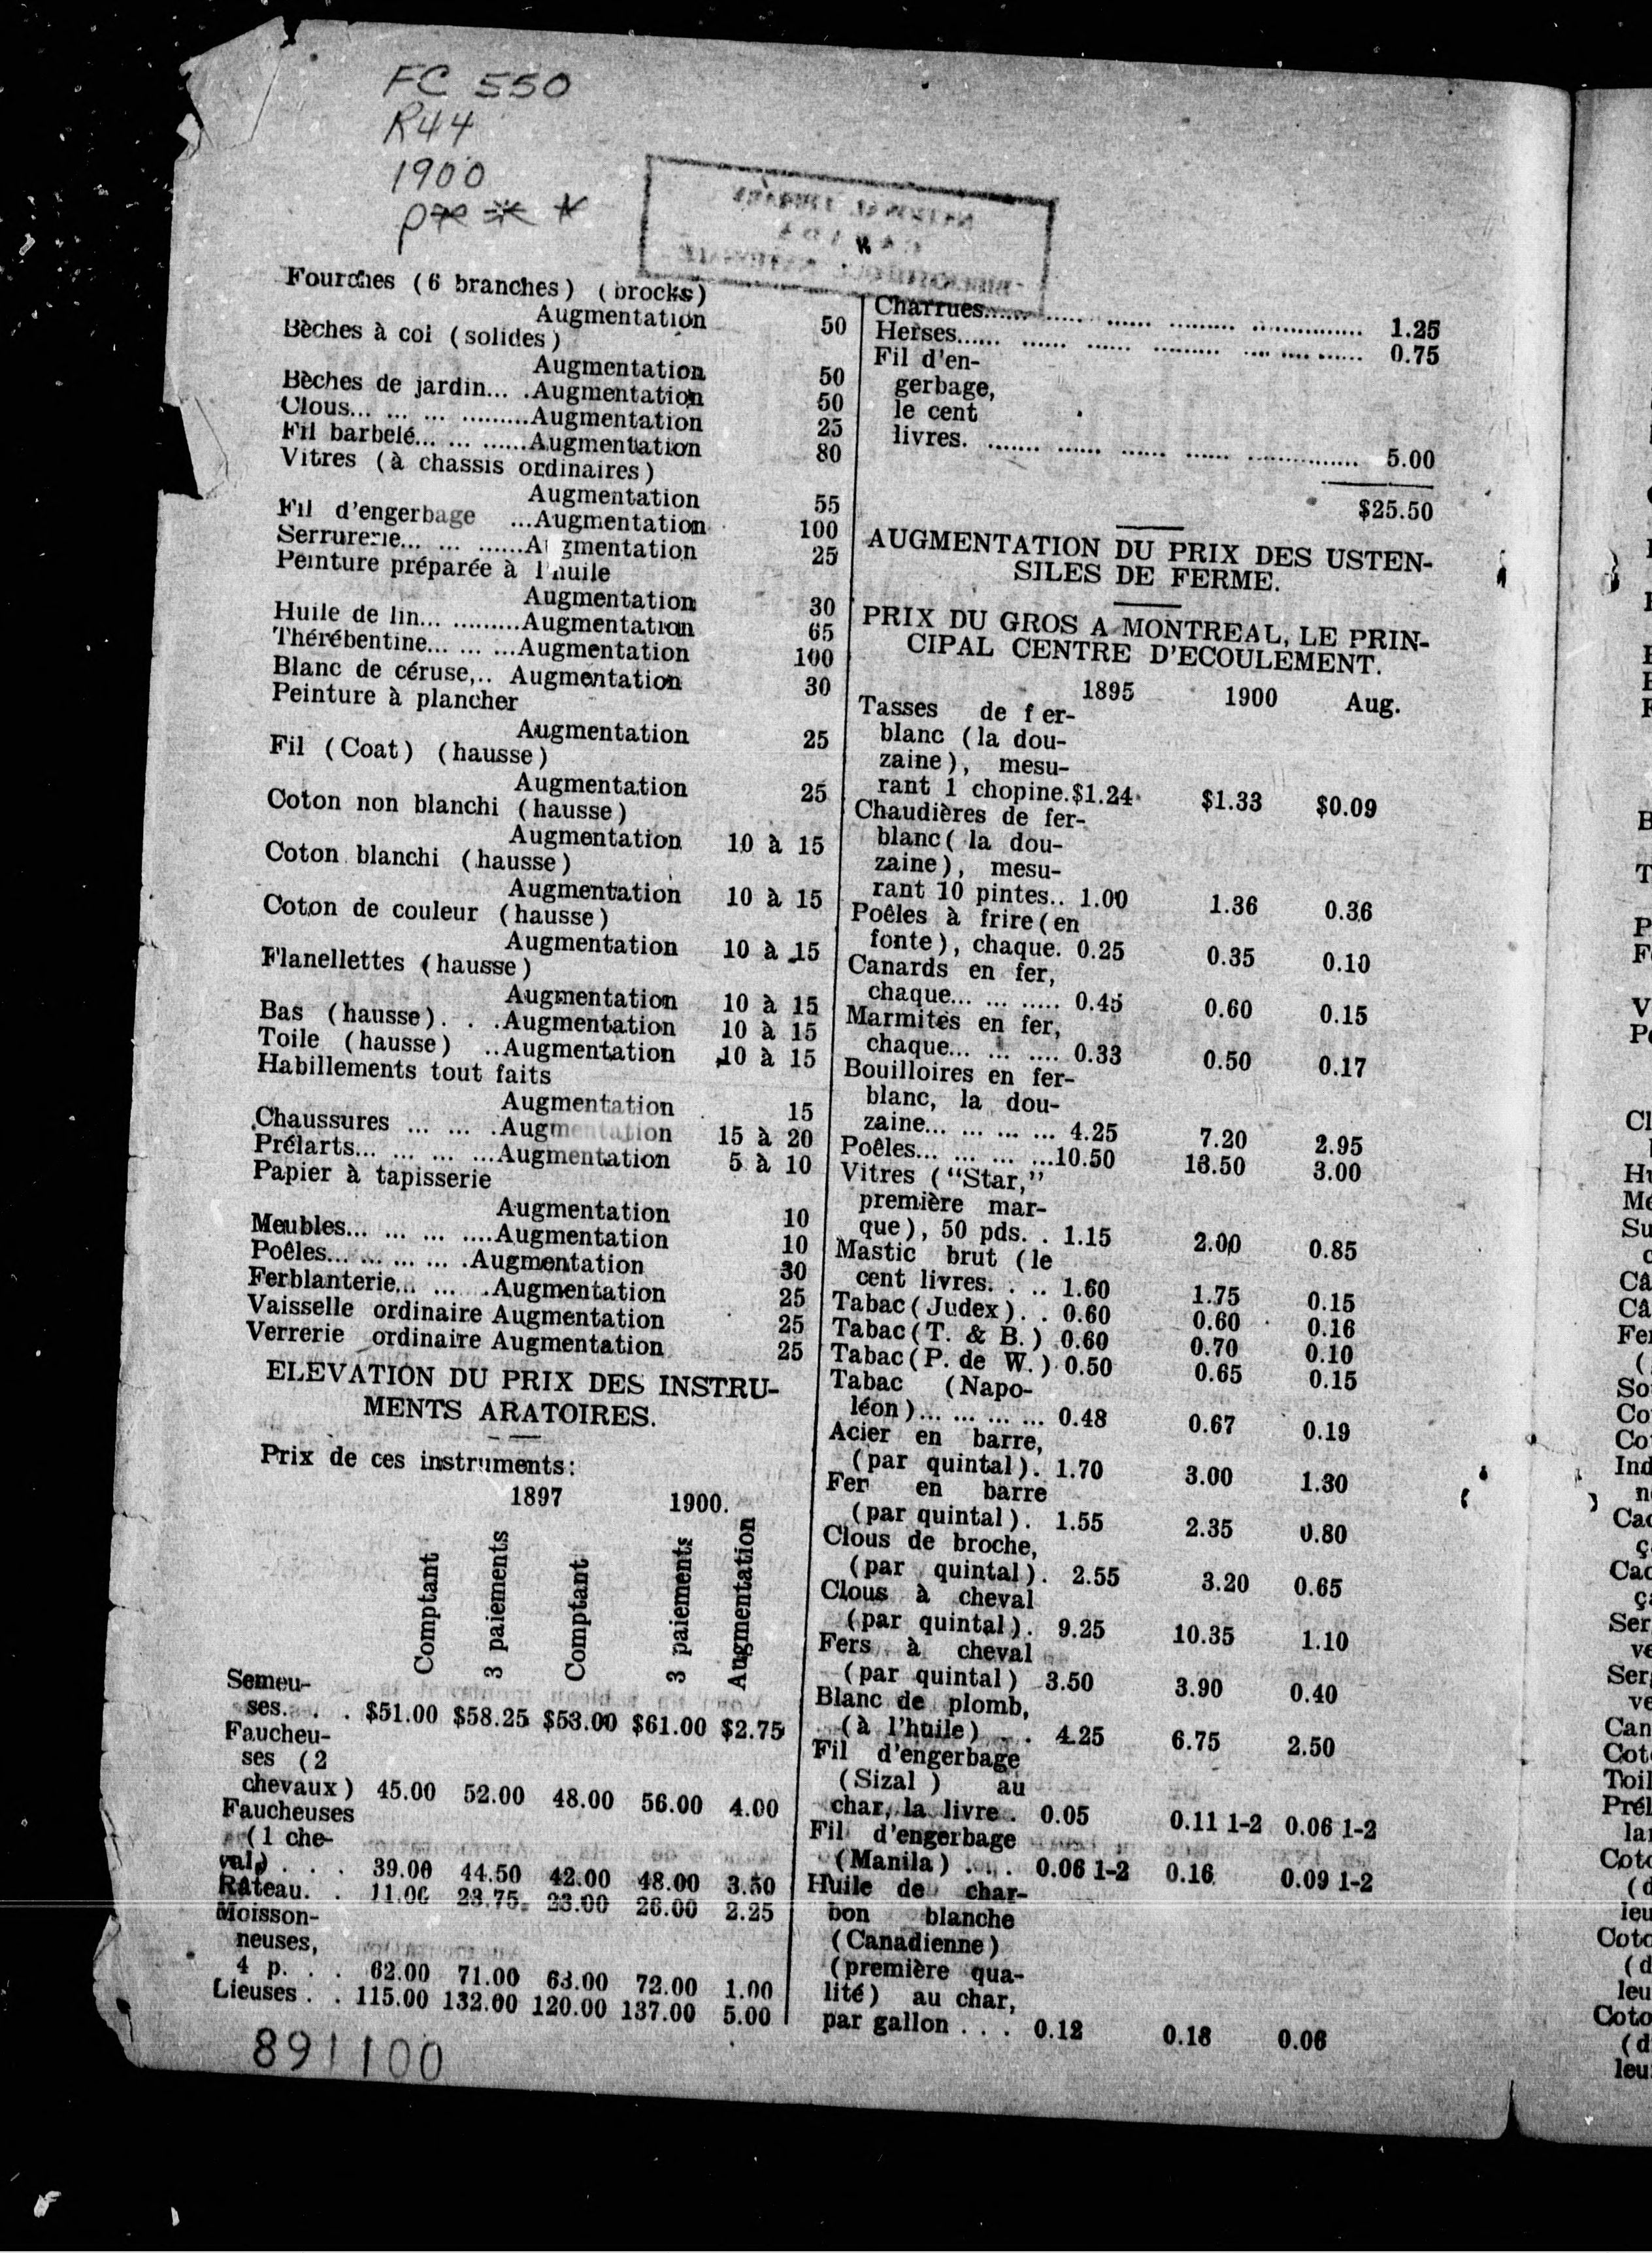 FC 550
R44
1900
p***
Fourches (6 branches) (brocks)
Augmentation 50
Bèches à col (solides)
Augmentation 50
Bèches de jardin... .Augmentation 50
Clous... ... ... .........Augmentation 25
Fil barbelé... ... ......Augmentation 80
Vitres (à chassis ordinaires)
Augmentation 55
Fil d'engerbage ...Augmentation 100
Serrurerie... ... ......Augmentation 25
Peinture préparée à l'huile
Augmentation 30
Huile de lin... .........Augmentation 65
Thérébentine... ... ...Augmentation 100
Blanc de céruse,.. Augmentation 30
Peinture à plancher
Augmentation 25
Fil (Coat) (hausse)
Augmentation 25
Coton non blanchi (hausse)
Augmentation 10 à 15
Coton blanchi (hausse)
Augmentation 10 à 15
Coton de couleur (hausse)
Augmentation 10 à 15
Flanellettes (hausse)
Augmentation 10 à 15
Bas (hausse). . .Augmentation 10 à 15
Toile (hausse) ..Augmentation 10 à 15
Habillements tout faits
Augmentation 15
Chaussures ... ... .Augmentation 15 à 20
Prélarts... ... ... ...Augmentation 5 à 10
Papier à tapisserie
Augmentation 10
Meubles... ... ... ....Augmentation 10
Poêles... ... ... ... .Augmentation 30
Ferblanterie... ... .Augmentation 25
Vaisselle ordinaire Augmentation 25
Verrerie ordinaire Augmentation 25
ELEVATION DU PRIX DES INSTRU-
MENTS ARATOIRES.
Prix de ces instruments:
1897 1900.
Comptant 3 paiements Comptant 3 paiements Augmentation
Semeu-
ses. . . $51.00 $58.25 $53.00 $61.00 $2.75
Faucheu-
ses (2
chevaux) 45.00 52.00 48.00 56.00 4.00
Faucheuses
(1 che-
val) . . . 39.00 44.50 42.00 48.00 3.50
Râteau. . 11.00 23.75 23.00 26.00 2.25
Moisson-
neuses,
4 p. . . 62.00 71.00 63.00 72.00 1.00
Lieuses . . 115.00 132.00 120.00 137.00 5.00
891100
Charrues...... ..... ...... ......... .............. 1.25
Herses...... ...... ...... ......... .... .... ...... 0.75
Fil d'en-
gerbage,
le cent
livres. ....... ...... ...... ...... .............. 5.00
$25.50
AUGMENTATION DU PRIX DES USTEN-
SILES DE FERME.
PRIX DU GROS A MONTREAL, LE PRIN-
CIPAL CENTRE D'ECOULEMENT.
1895 1900 Aug.
Tasses de fer-
blanc (la dou-
zaine), mesu-
rant 1 chopine.$1.24 $1.33 $0.09
Chaudières de fer-
blanc( la dou-
zaine), mesu-
rant 10 pintes.. 1.00 1.36 0.36
Poêles à frire(en
fonte), chaque. 0.25 0.35 0.10
Canards en fer,
chaque... ... ..... 0.45 0.60 0.15
Marmites en fer,
chaque... ... .... 0.33 0.50 0.17
Bouilloires en fer-
blanc, la dou-
zaine... ... ... ... 4.25 7.20 2.95
Poêles... ... ... ...10.50 13.50 3.00
Vitres ("Star,"
première mar-
que), 50 pds. . 1.15 2.00 0.85
Mastic brut (le
cent livres. . .. 1.60 1.75 0.15
Tabac(Judex). . 0.60 0.60 0.16
Tabac(T. & B.) 0.60 0.70 0.10
Tabac(P. de W.) 0.50 0.65 0.15
Tabac (Napo-
léon)... ... ... ... 0.48 0.67 0.19
Acier en barre,
(par quintal). 1.70 3.00 1.30
Fer en barre
(par quintal). 1.55 2.35 0.80
Clous de broche,
(par quintal). 2.55 3.20 0.65
Clous à cheval
(par quintal). 9.25 10.35 1.10
Fers à cheval
(par quintal) 3.50 3.90 0.40
Blanc de plomb,
(à l'huile) . . 4.25 6.75 2.50
Fil d'engerbage
(Sizal) au
char, la livre . 0.05 0.11 1-2 0.06 1-2
Fil d'engerbage
(Manila) . . . 0.06 1-2 0.16 0.09 1-2
Huile de char-
bon blanche
(Canadienne)
(première qua-
lité) au char,
par gallon . . . 0.12 0.18 0.06